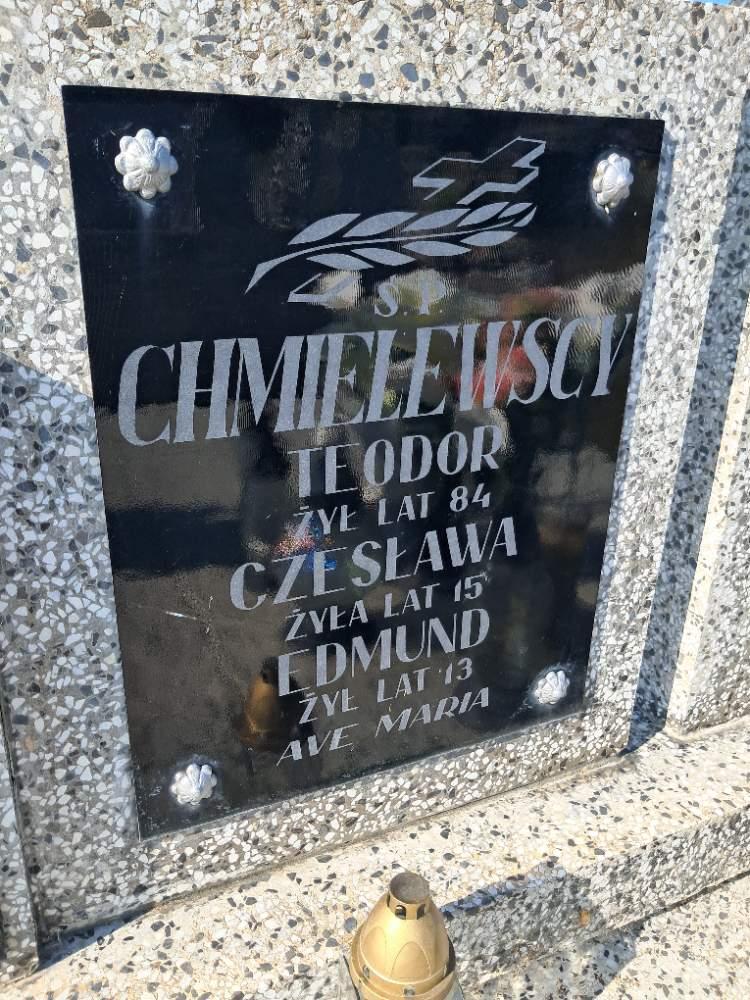 Ś.P.
CHMIELEWSCY
TEODOR
ŻYŁ LAT 84
CZESŁAWA
ŻYŁA LAT 15
EDMUND
ŻYŁ LAT 13
AVE MARIA